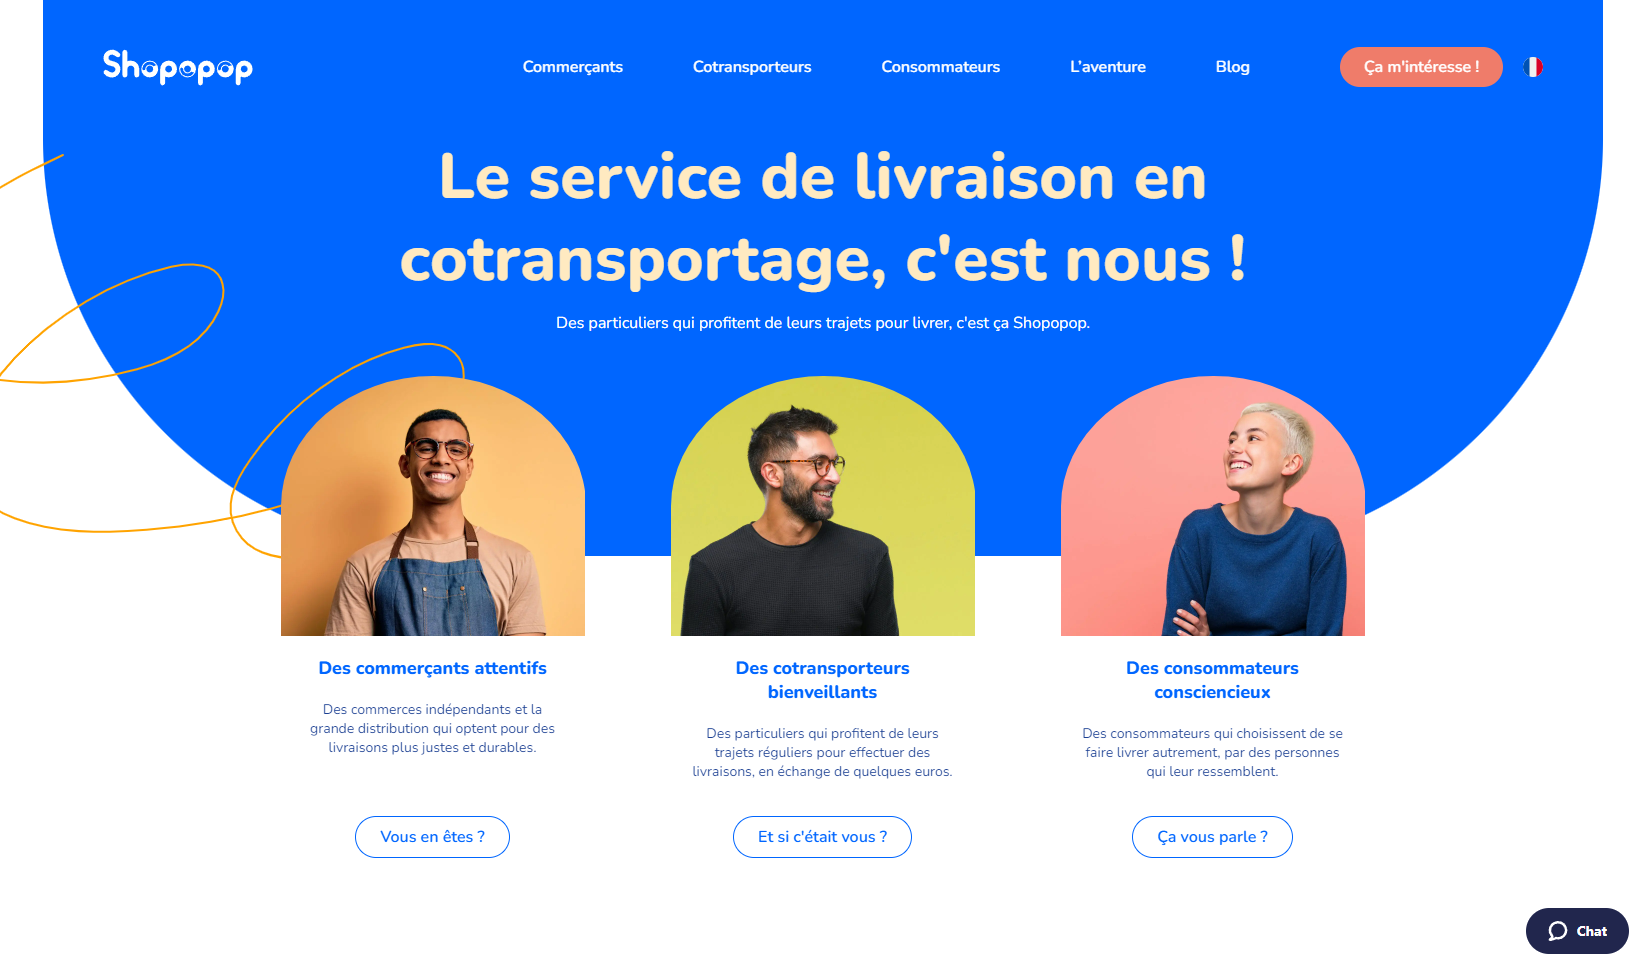 Shopopop
Commerçants
Cotransporteurs
Consommateurs
L’aventure
Blog
Ça m'intéresse !
Le service de livraison en
cotransportage, c'est nous !
Des particuliers qui profitent de leurs trajets pour livrer, c'est ça Shopopop.
Des commerçants attentifs
Des commerces indépendants et la
grande distribution qui optent pour des
livraisons plus justes et durables.
Vous en êtes ?
Des cotransporteurs
bienveillants
Des particuliers qui profitent de leurs
trajets réguliers pour effectuer des
livraisons, en échange de quelques euros.
Et si c'était vous ?
Des consommateurs
consciencieux
Des consommateurs qui choisissent de se
faire livrer autrement, par des personnes
qui leur ressemblent.
Ça vous parle ?
Chat